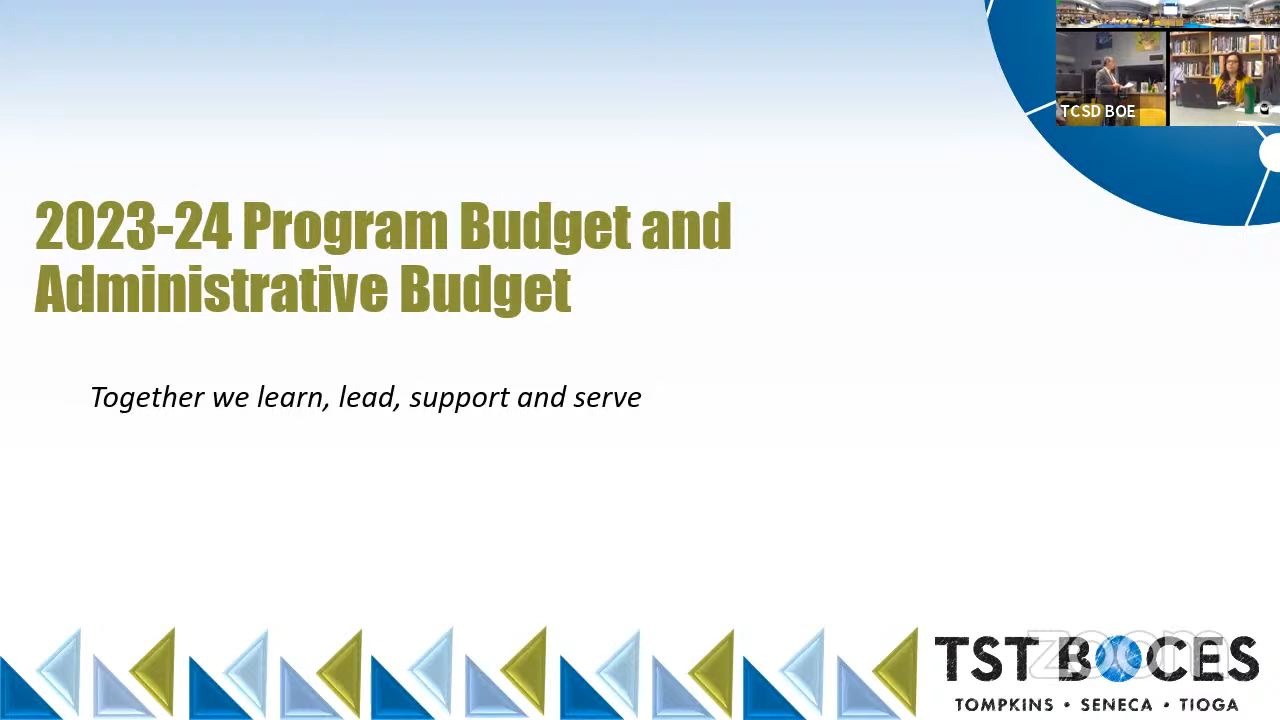 TCSD BOE
2023-24 Program Budget and
Administrative Budget
Together we learn, lead, support and serve
TST BOCES
zoom
TOMPKINS • SENECA • TIOGA